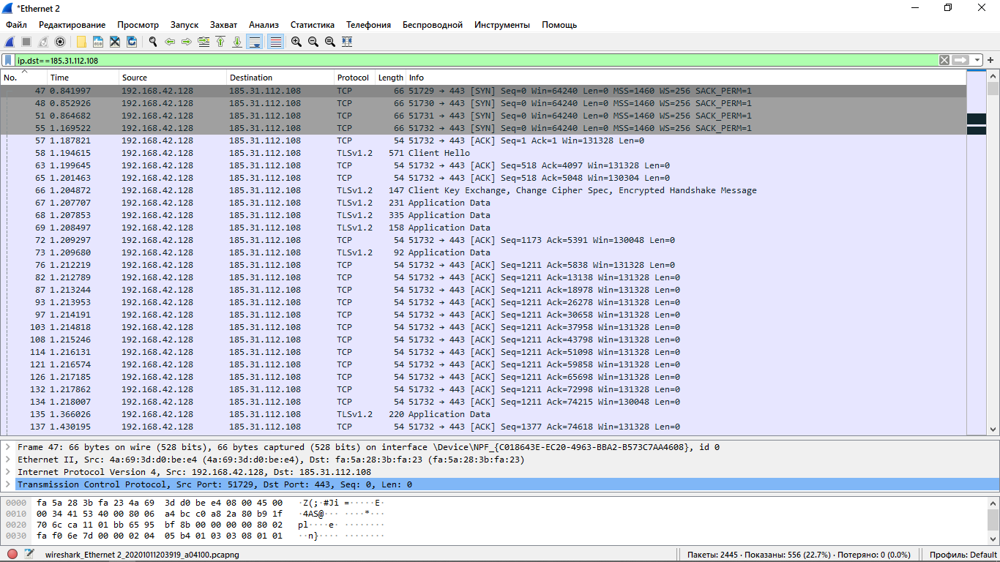 *Ethernet 2
Файл Редактирование Просмотр Запуск Захват Анализ Статистика Телефония Беспроводной Инструменты Помощь
ip.dst==185.31.112.108
No. Time Source Destination Protocol Length Info
47 0.841997 192.168.42.128 185.31.112.108 TCP 66 51729 → 443 [SYN] Seq=0 Win=64240 Len=0 MSS=1460 WS=256 SACK_PERM=1
48 0.852926 192.168.42.128 185.31.112.108 TCP 66 51730 → 443 [SYN] Seq=0 Win=64240 Len=0 MSS=1460 WS=256 SACK_PERM=1
51 0.864682 192.168.42.128 185.31.112.108 TCP 66 51731 → 443 [SYN] Seq=0 Win=64240 Len=0 MSS=1460 WS=256 SACK_PERM=1
55 1.169522 192.168.42.128 185.31.112.108 TCP 66 51732 → 443 [SYN] Seq=0 Win=64240 Len=0 MSS=1460 WS=256 SACK_PERM=1
57 1.187821 192.168.42.128 185.31.112.108 TCP 54 51732 → 443 [ACK] Seq=1 Ack=1 Win=131328 Len=0
58 1.194615 192.168.42.128 185.31.112.108 TLSv1.2 571 Client Hello
63 1.199645 192.168.42.128 185.31.112.108 TCP 54 51732 → 443 [ACK] Seq=518 Ack=4097 Win=131328 Len=0
65 1.201463 192.168.42.128 185.31.112.108 TCP 54 51732 → 443 [ACK] Seq=518 Ack=5048 Win=130304 Len=0
66 1.204872 192.168.42.128 185.31.112.108 TLSv1.2 147 Client Key Exchange, Change Cipher Spec, Encrypted Handshake Message
67 1.207707 192.168.42.128 185.31.112.108 TLSv1.2 231 Application Data
68 1.207853 192.168.42.128 185.31.112.108 TLSv1.2 335 Application Data
69 1.208497 192.168.42.128 185.31.112.108 TLSv1.2 158 Application Data
72 1.209297 192.168.42.128 185.31.112.108 TCP 54 51732 → 443 [ACK] Seq=1173 Ack=5391 Win=130048 Len=0
73 1.209680 192.168.42.128 185.31.112.108 TLSv1.2 92 Application Data
76 1.212219 192.168.42.128 185.31.112.108 TCP 54 51732 → 443 [ACK] Seq=1211 Ack=5838 Win=131328 Len=0
82 1.212789 192.168.42.128 185.31.112.108 TCP 54 51732 → 443 [ACK] Seq=1211 Ack=13138 Win=131328 Len=0
87 1.213244 192.168.42.128 185.31.112.108 TCP 54 51732 → 443 [ACK] Seq=1211 Ack=18978 Win=131328 Len=0
93 1.213953 192.168.42.128 185.31.112.108 TCP 54 51732 → 443 [ACK] Seq=1211 Ack=26278 Win=131328 Len=0
97 1.214191 192.168.42.128 185.31.112.108 TCP 54 51732 → 443 [ACK] Seq=1211 Ack=30658 Win=131328 Len=0
103 1.214818 192.168.42.128 185.31.112.108 TCP 54 51732 → 443 [ACK] Seq=1211 Ack=37958 Win=131328 Len=0
108 1.215246 192.168.42.128 185.31.112.108 TCP 54 51732 → 443 [ACK] Seq=1211 Ack=43798 Win=131328 Len=0
114 1.216131 192.168.42.128 185.31.112.108 TCP 54 51732 → 443 [ACK] Seq=1211 Ack=51098 Win=131328 Len=0
121 1.216574 192.168.42.128 185.31.112.108 TCP 54 51732 → 443 [ACK] Seq=1211 Ack=59858 Win=131328 Len=0
126 1.217185 192.168.42.128 185.31.112.108 TCP 54 51732 → 443 [ACK] Seq=1211 Ack=65698 Win=131328 Len=0
132 1.217862 192.168.42.128 185.31.112.108 TCP 54 51732 → 443 [ACK] Seq=1211 Ack=72998 Win=131328 Len=0
134 1.218007 192.168.42.128 185.31.112.108 TCP 54 51732 → 443 [ACK] Seq=1211 Ack=74215 Win=130048 Len=0
135 1.366026 192.168.42.128 185.31.112.108 TLSv1.2 220 Application Data
137 1.430195 192.168.42.128 185.31.112.108 TCP 54 51732 → 443 [ACK] Seq=1377 Ack=74618 Win=131328 Len=0
Frame 47: 66 bytes on wire (528 bits), 66 bytes captured (528 bits) on interface \Device\NPF_{C018643E-EC20-4963-BBA2-B573C7AA4608}, id 0
Ethernet II, Src: 4a:69:3d:d0:be:e4 (4a:69:3d:d0:be:e4), Dst: fa:5a:28:3b:fa:23 (fa:5a:28:3b:fa:23)
Internet Protocol Version 4, Src: 192.168.42.128, Dst: 185.31.112.108
Transmission Control Protocol, Src Port: 51729, Dst Port: 443, Seq: 0, Len: 0
0000 fa 5a 28 3b fa 23 4a 69 3d d0 be e4 08 00 45 00 ·Z(;·#Ji =·····E·
0010 00 34 41 53 40 00 80 06 a4 bc c0 a8 2a 80 b9 1f ·4AS@··· ····*···
0020 70 6c ca 11 01 bb 65 95 bf 8b 00 00 00 00 80 02 pl····e· ········
0030 fa f0 6e 7d 00 00 02 04 05 b4 01 03 03 08 01 01 ··n}···· ········
wireshark_Ethernet 2_20201011203919_a04100.pcapng Пакеты: 2445 · Показаны: 556 (22.7%) · Потеряно: 0 (0.0%) Профиль: Default